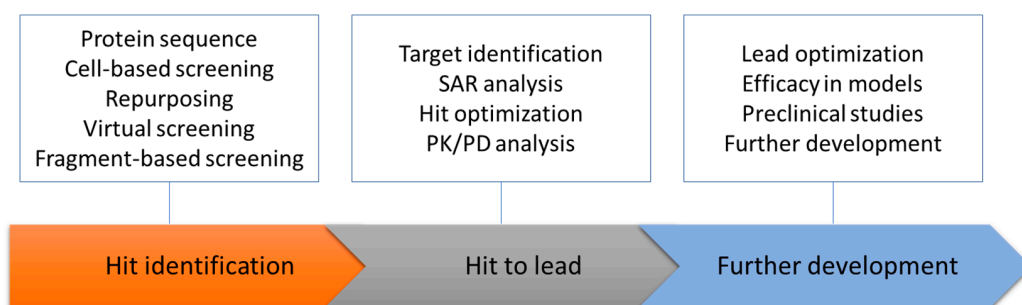 Protein sequence
Cell-based screening
Repurposing
Virtual screening
Fragment-based screening
Target identification
SAR analysis
Hit optimization
PK/PD analysis
Lead optimization
Efficacy in models
Preclinical studies
Further development
Hit identification
Hit to lead
Further development